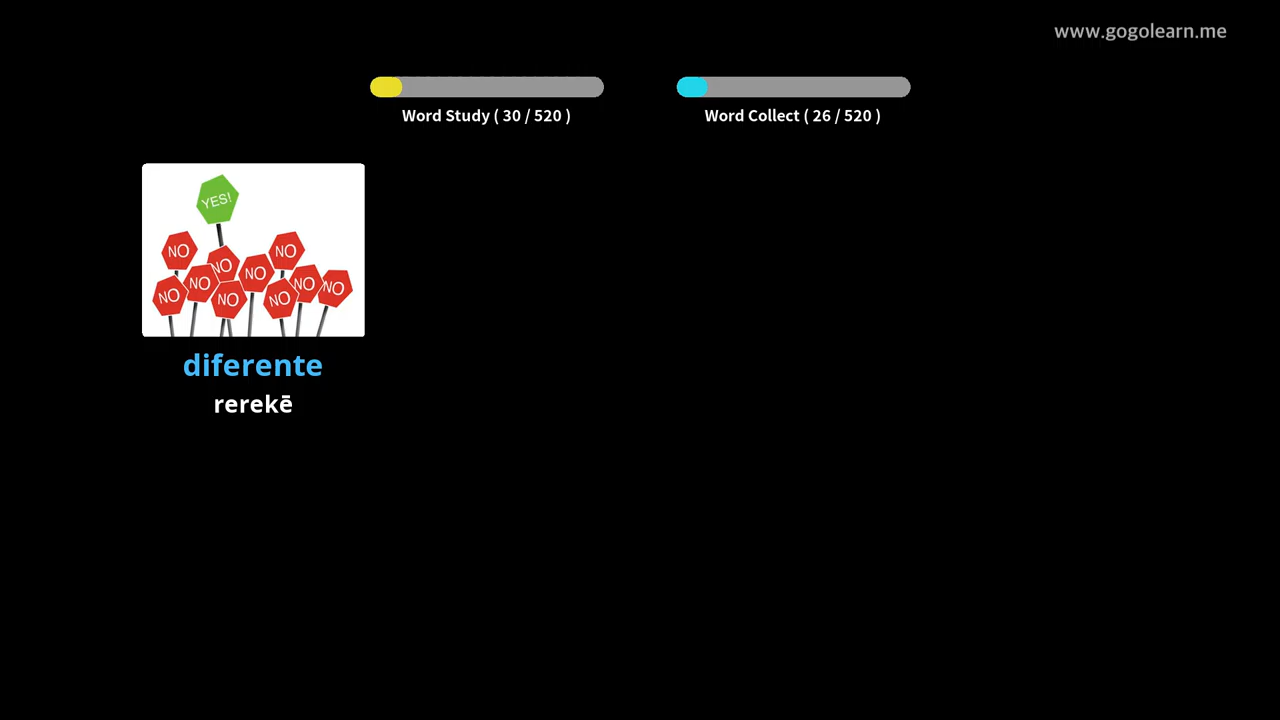 www.gogolearn.me
Word Study ( 30 / 520 )
Word Collect ( 26 / 520 )
YES!
NO
NO
NO
NO
NO
NO
NO
NO
NO
NO
diferente
rerekē